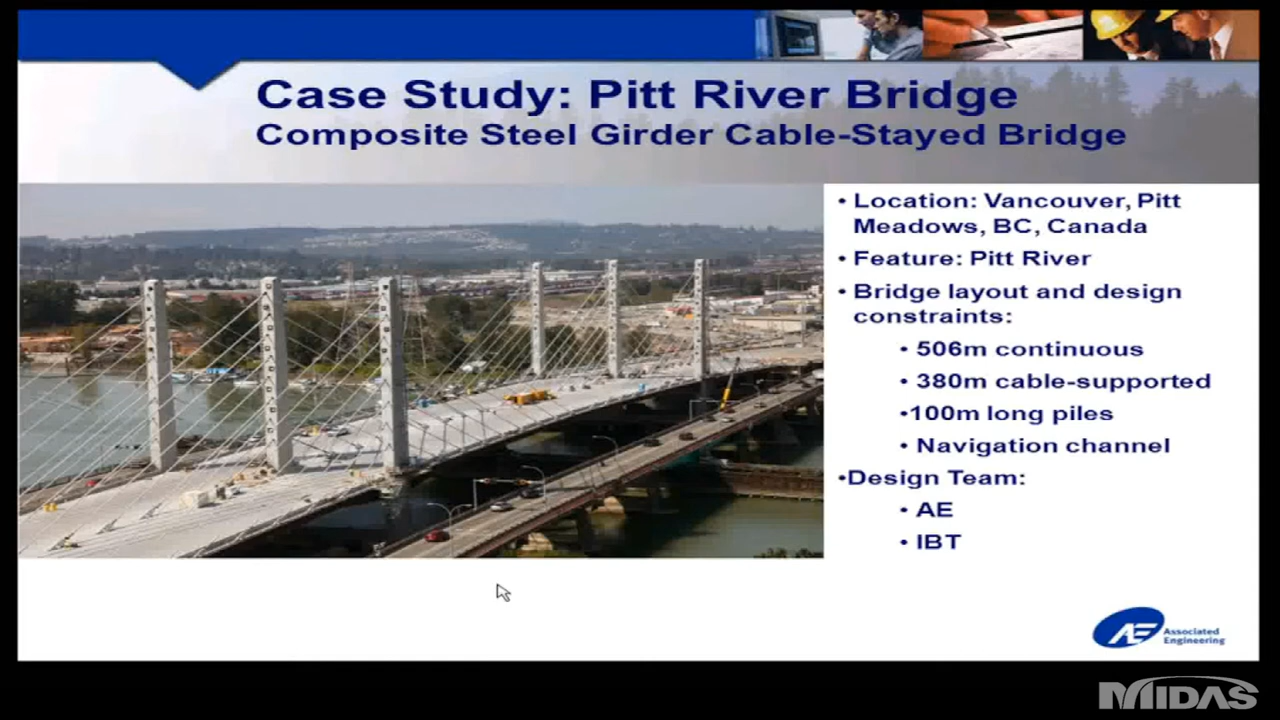 Case Study: Pitt River Bridge
Composite Steel Girder Cable-Stayed Bridge
• Location: Vancouver, Pitt
Meadows, BC, Canada
• Feature: Pitt River
• Bridge layout and design
constraints:
• 506m continuous
• 380m cable-supported
•100m long piles
• Navigation channel
•Design Team:
• AE
• IBT
AE Associated
Engineering
MIDAS